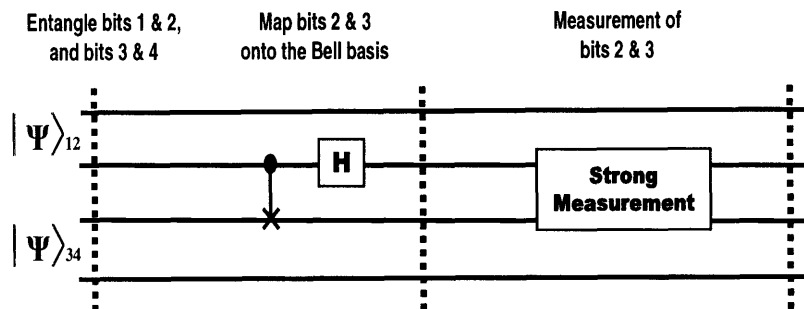 Entangle bits 1 & 2,
and bits 3 & 4
Map bits 2 & 3
onto the Bell basis
Measurement of
bits 2 & 3
|Ψ⟩12
H
Strong
Measurement
|Ψ⟩34